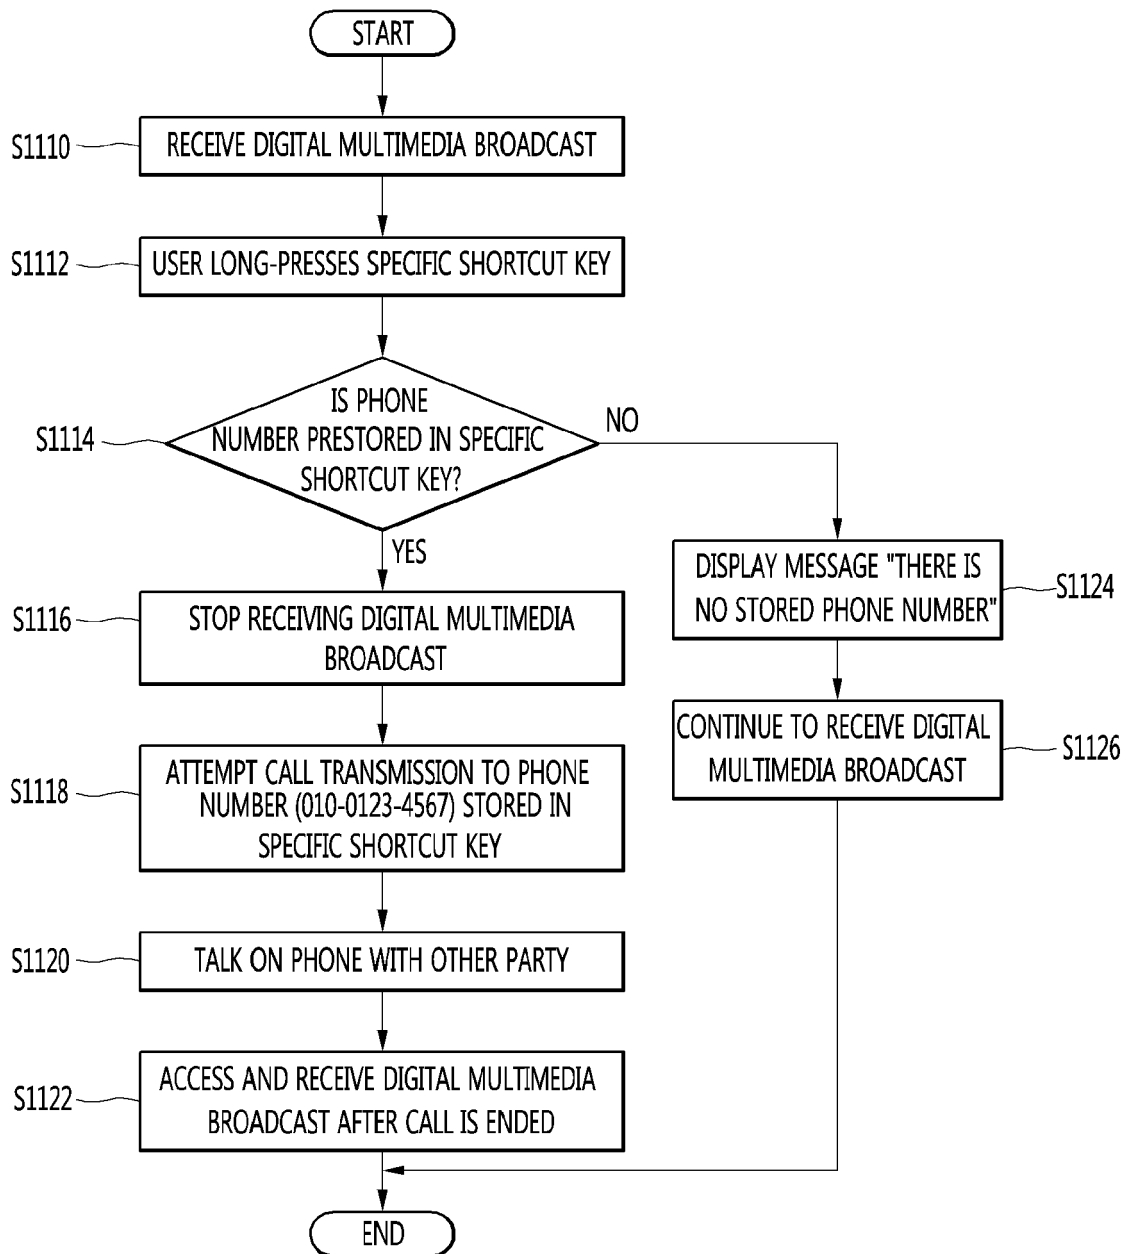 START
S1110
RECEIVE DIGITAL MULTIMEDIA BROADCAST
S1112
USER LONG-PRESSES SPECIFIC SHORTCUT KEY
S1114
IS PHONE
NUMBER PRESTORED IN SPECIFIC
SHORTCUT KEY?
NO
YES
S1116
STOP RECEIVING DIGITAL MULTIMEDIA
BROADCAST
S1118
ATTEMPT CALL TRANSMISSION TO PHONE
NUMBER (010-0123-4567) STORED IN
SPECIFIC SHORTCUT KEY
S1120
TALK ON PHONE WITH OTHER PARTY
S1122
ACCESS AND RECEIVE DIGITAL MULTIMEDIA
BROADCAST AFTER CALL IS ENDED
DISPLAY MESSAGE "THERE IS
NO STORED PHONE NUMBER"
S1124
CONTINUE TO RECEIVE DIGITAL
MULTIMEDIA BROADCAST
S1126
END